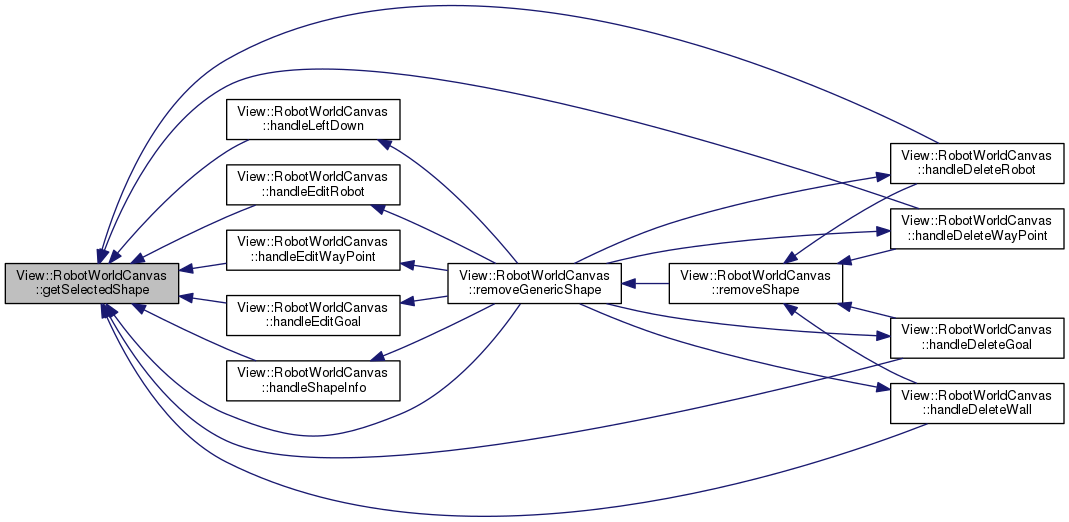 View::RobotWorldCanvas
::getSelectedShape
View::RobotWorldCanvas
::handleLeftDown
View::RobotWorldCanvas
::handleEditRobot
View::RobotWorldCanvas
::handleEditWayPoint
View::RobotWorldCanvas
::handleEditGoal
View::RobotWorldCanvas
::handleShapeInfo
View::RobotWorldCanvas
::removeGenericShape
View::RobotWorldCanvas
::removeShape
View::RobotWorldCanvas
::handleDeleteRobot
View::RobotWorldCanvas
::handleDeleteWayPoint
View::RobotWorldCanvas
::handleDeleteGoal
View::RobotWorldCanvas
::handleDeleteWall